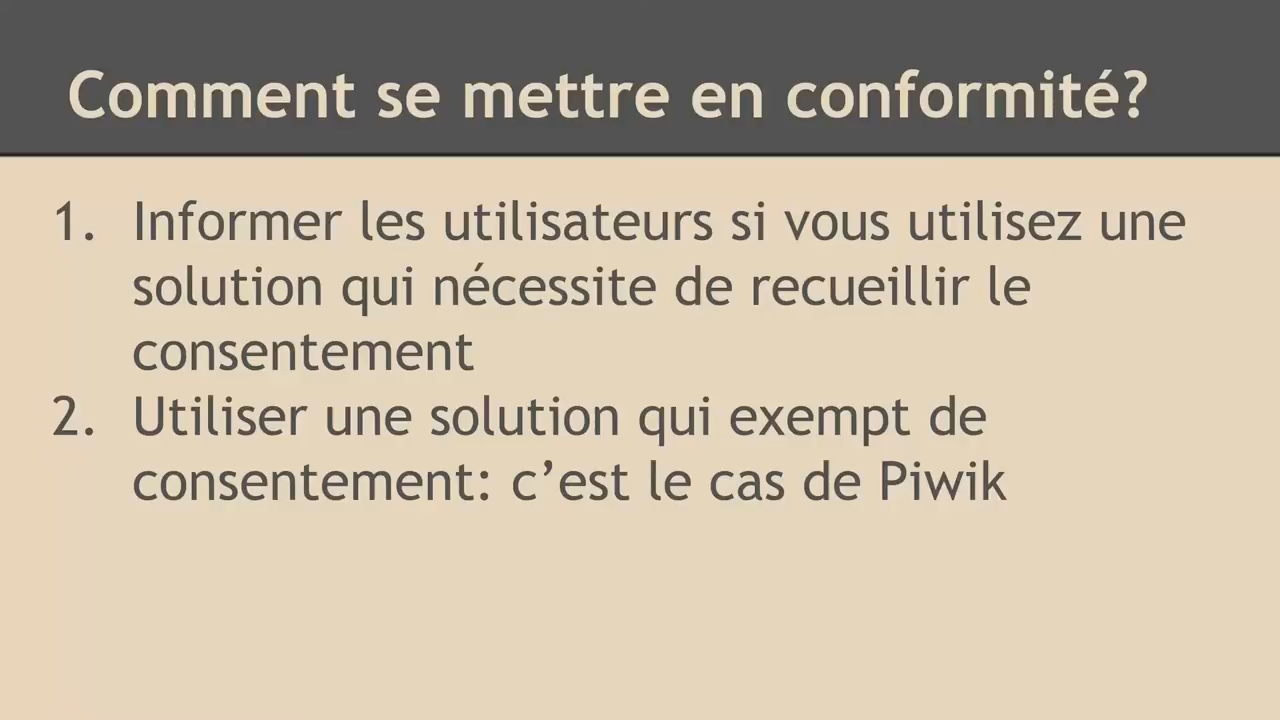 Comment se mettre en conformité?
1. Informer les utilisateurs si vous utilisez une
solution qui nécessite de recueillir le
consentement
2. Utiliser une solution qui exempt de
consentement: c’est le cas de Piwik